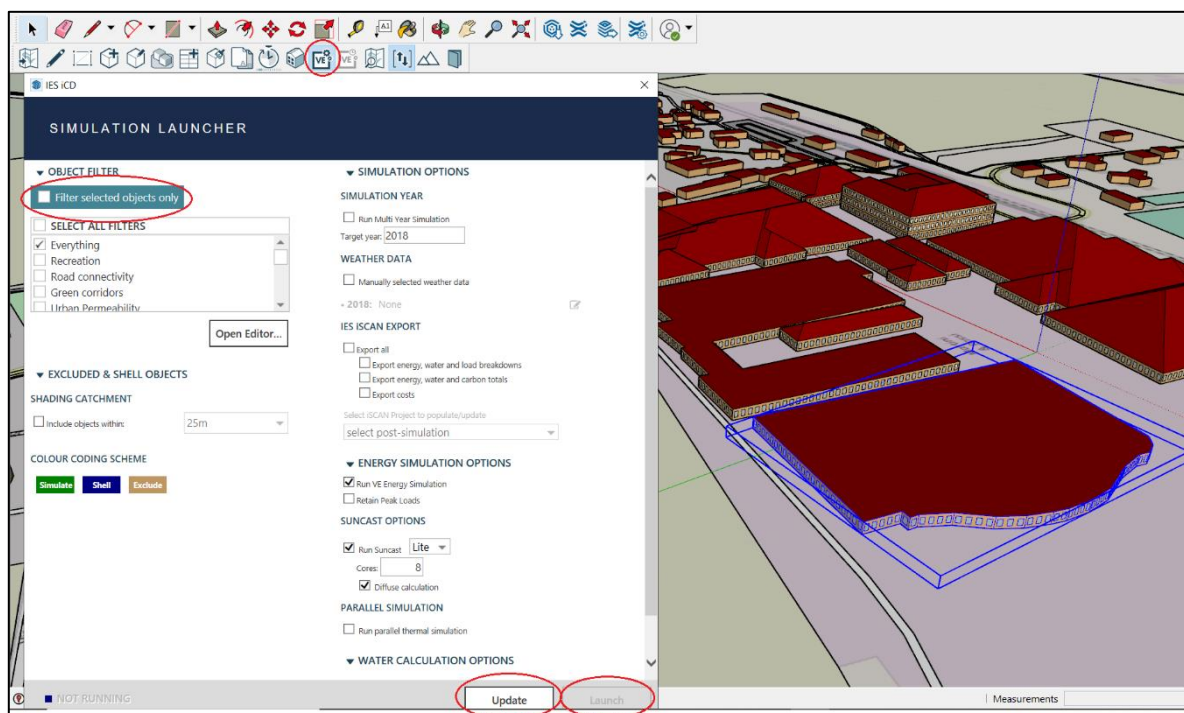 A1
VE
VE
IES iCD
SIMULATION LAUNCHER
OBJECT FILTER
Filter selected objects only
SELECT ALL FILTERS
Everything
Recreation
Road connectivity
Green corridors
Urban Permeability
Open Editor...
EXCLUDED & SHELL OBJECTS
SHADING CATCHMENT
Include objects within: 25m
COLOUR CODING SCHEME
Simulate Shell Exclude
SIMULATION OPTIONS
SIMULATION YEAR
Run Multi Year Simulation
Target year: 2018
WEATHER DATA
Manually selected weather data
- 2018: None
IES iSCAN EXPORT
Export all
Export energy, water and load breakdowns
Export energy, water and carbon totals
Export costs
Select iSCAN Project to populate/update
select post-simulation
ENERGY SIMULATION OPTIONS
Run VE Energy Simulation
Retain Peak Loads
SUNCAST OPTIONS
Run Suncast Lite
Cores: 8
Diffuse calculation
PARALLEL SIMULATION
Run parallel thermal simulation
WATER CALCULATION OPTIONS
NOT RUNNING
Update
Launch
Measurements